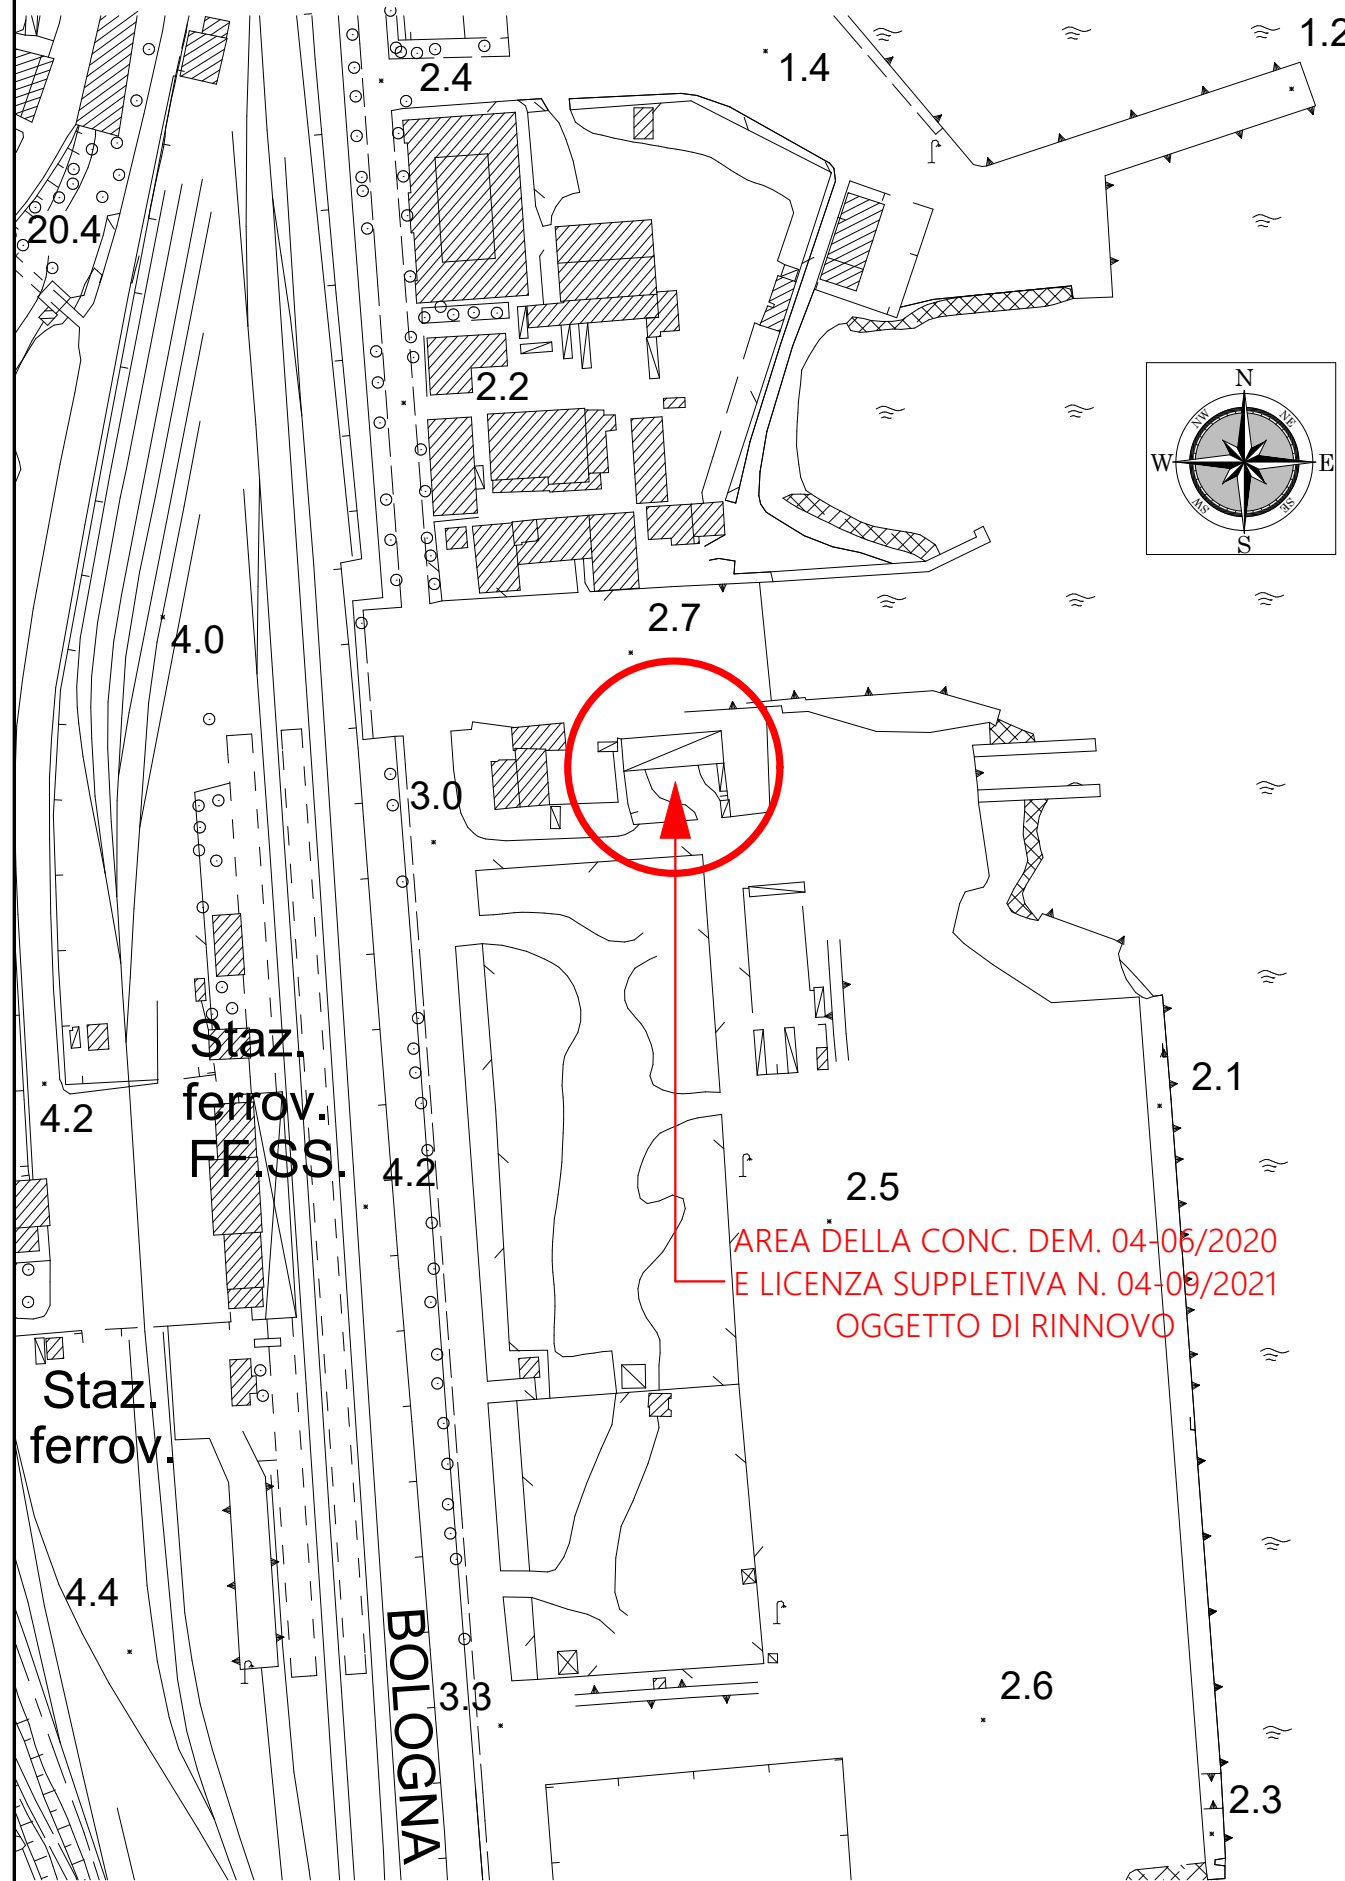 1.2
2.4
1.4
20.4
2.2
N
NW
NE
W
E
SW
SE
S
2.7
4.0
3.0
Staz.
ferrov.
FF.SS.
2.1
4.2
4.2
2.5
AREA DELLA CONC. DEM. 04-06/2020
E LICENZA SUPPLETIVA N. 04-09/2021
OGGETTO DI RINNOVO
Staz.
ferrov.
4.4
BOLOGNA
3.3
2.6
2.3